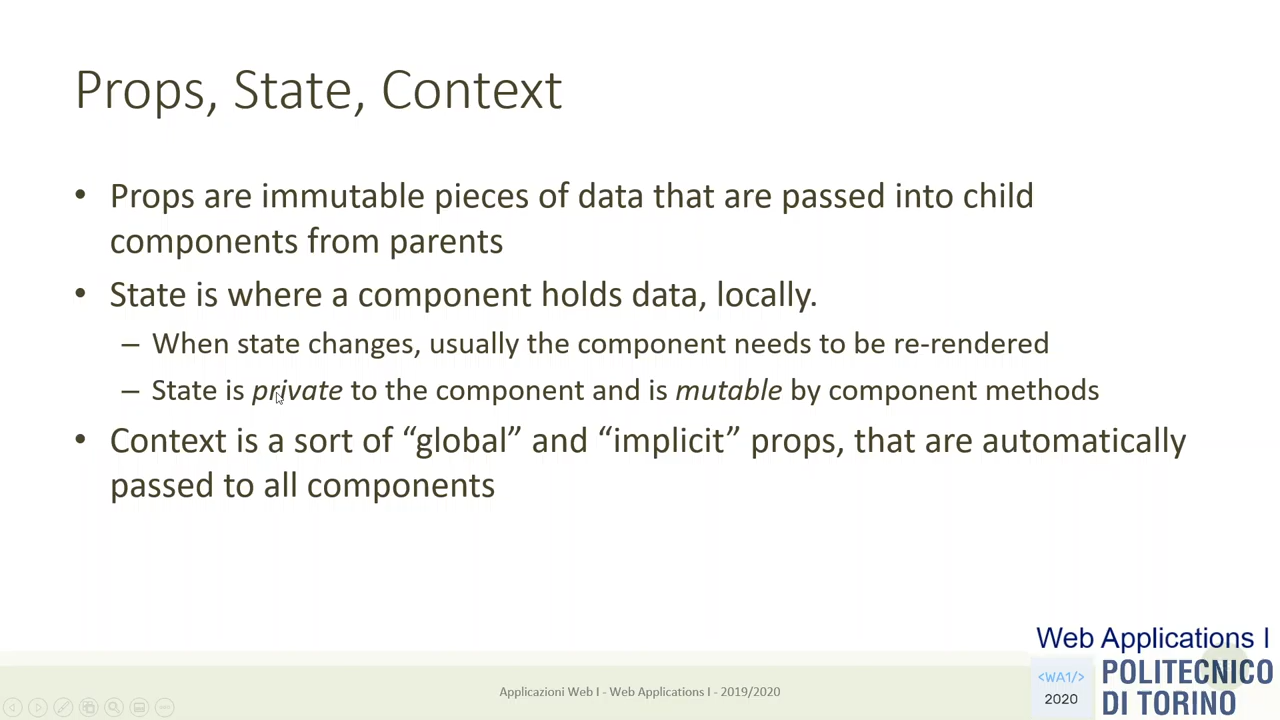 Props, State, Context
• Props are immutable pieces of data that are passed into child
components from parents
• State is where a component holds data, locally.
– When state changes, usually the component needs to be re-rendered
– State is private to the component and is mutable by component methods
• Context is a sort of “global” and “implicit” props, that are automatically
passed to all components
Web Applications I
<WA1/>
2020
POLITECNICO
DI TORINO
Applicazioni Web I - Web Applications I - 2019/2020